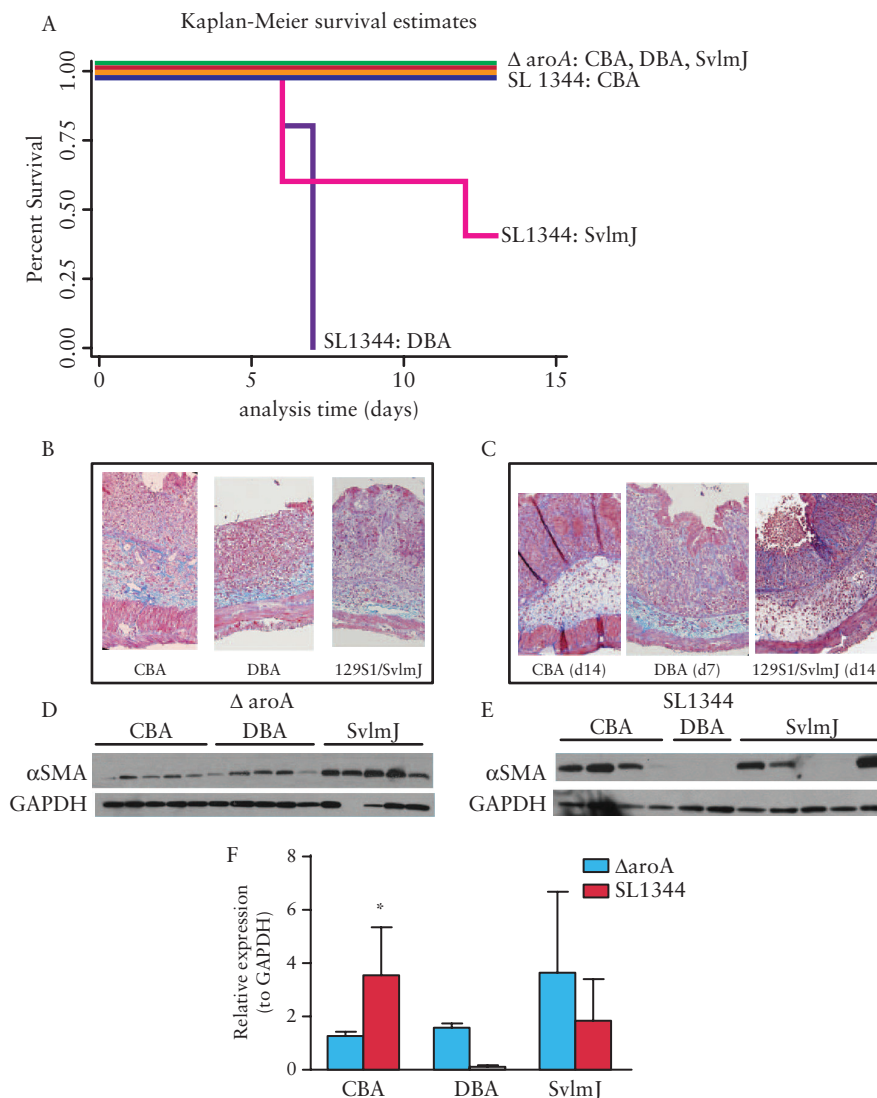 A
Kaplan-Meier survival estimates
Percent Survival
1.00
0.75
0.50
0.25
0.00
Δ aroA: CBA, DBA, SvlmJ
SL 1344: CBA
SL1344: SvlmJ
SL1344: DBA
0
5
10
15
analysis time (days)
B
CBA
DBA
129S1/SvlmJ
C
CBA (d14)
DBA (d7)
129S1/SvlmJ (d14
D
Δ aroA
CBA
DBA
SvlmJ
αSMA
GAPDH
E
SL1344
CBA
DBA
SvlmJ
αSMA
GAPDH
F
Relative expression
(to GAPDH)
8
6
4
2
0
ΔaroA
SL1344
*
CBA
DBA
SvlmJ